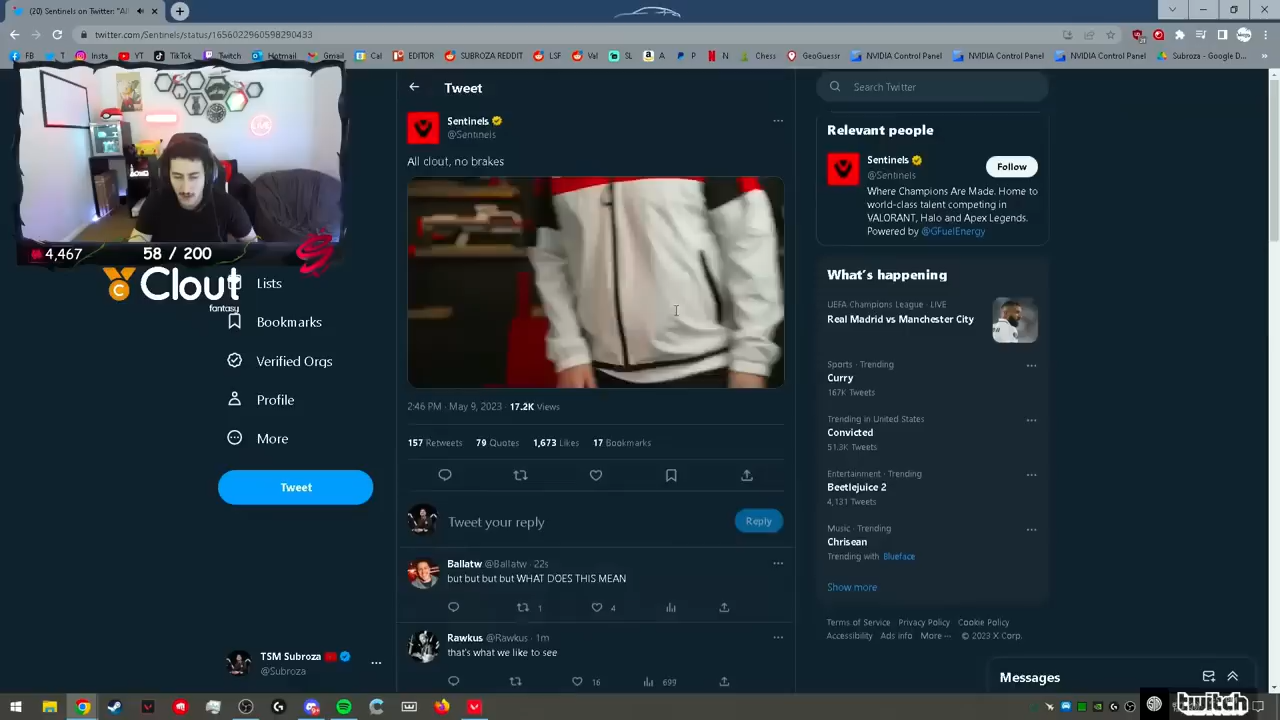 (20) Sentinels on Twitter: "All
twitter.com/Sentinels/status/1656022960598290433
FB
T
Insta
YT
TikTok
Twitch
Hotmail
Gmail
Cal
EDITOR
SUBROZA REDDIT
LSF
Val
SL
A
P
N
Chess
GeoGuessr
NVIDIA Control Panel
NVIDIA Control Panel
NVIDIA Control Panel
Subroza - Google D...
4,467
58 / 200
Clout
fantasy
Lists
Bookmarks
Verified Orgs
Profile
More
Tweet
TSM Subroza
@Subroza
Tweet
Sentinels
@Sentinels
All clout, no brakes
2:46 PM · May 9, 2023 · 17.2K Views
157 Retweets 79 Quotes 1,673 Likes 17 Bookmarks
Tweet your reply
Reply
Ballatw @Ballatw · 22s
but but but but WHAT DOES THIS MEAN
1
4
Rawkus @Rawkus · 1m
that's what we like to see
16
699
Search Twitter
Relevant people
Sentinels
@Sentinels
Follow
Where Champions Are Made. Home to
world-class talent competing in
VALORANT, Halo and Apex Legends.
Powered by @GFuelEnergy
What's happening
UEFA Champions League · LIVE
Real Madrid vs Manchester City
Sports · Trending
Curry
167K Tweets
Trending in United States
Convicted
51.3K Tweets
Entertainment · Trending
Beetlejuice 2
4,131 Tweets
Music · Trending
Chrisean
Trending with Blueface
Show more
Terms of Service Privacy Policy Cookie Policy
Accessibility Ads info More ··· © 2023 X Corp.
Messages
twitch